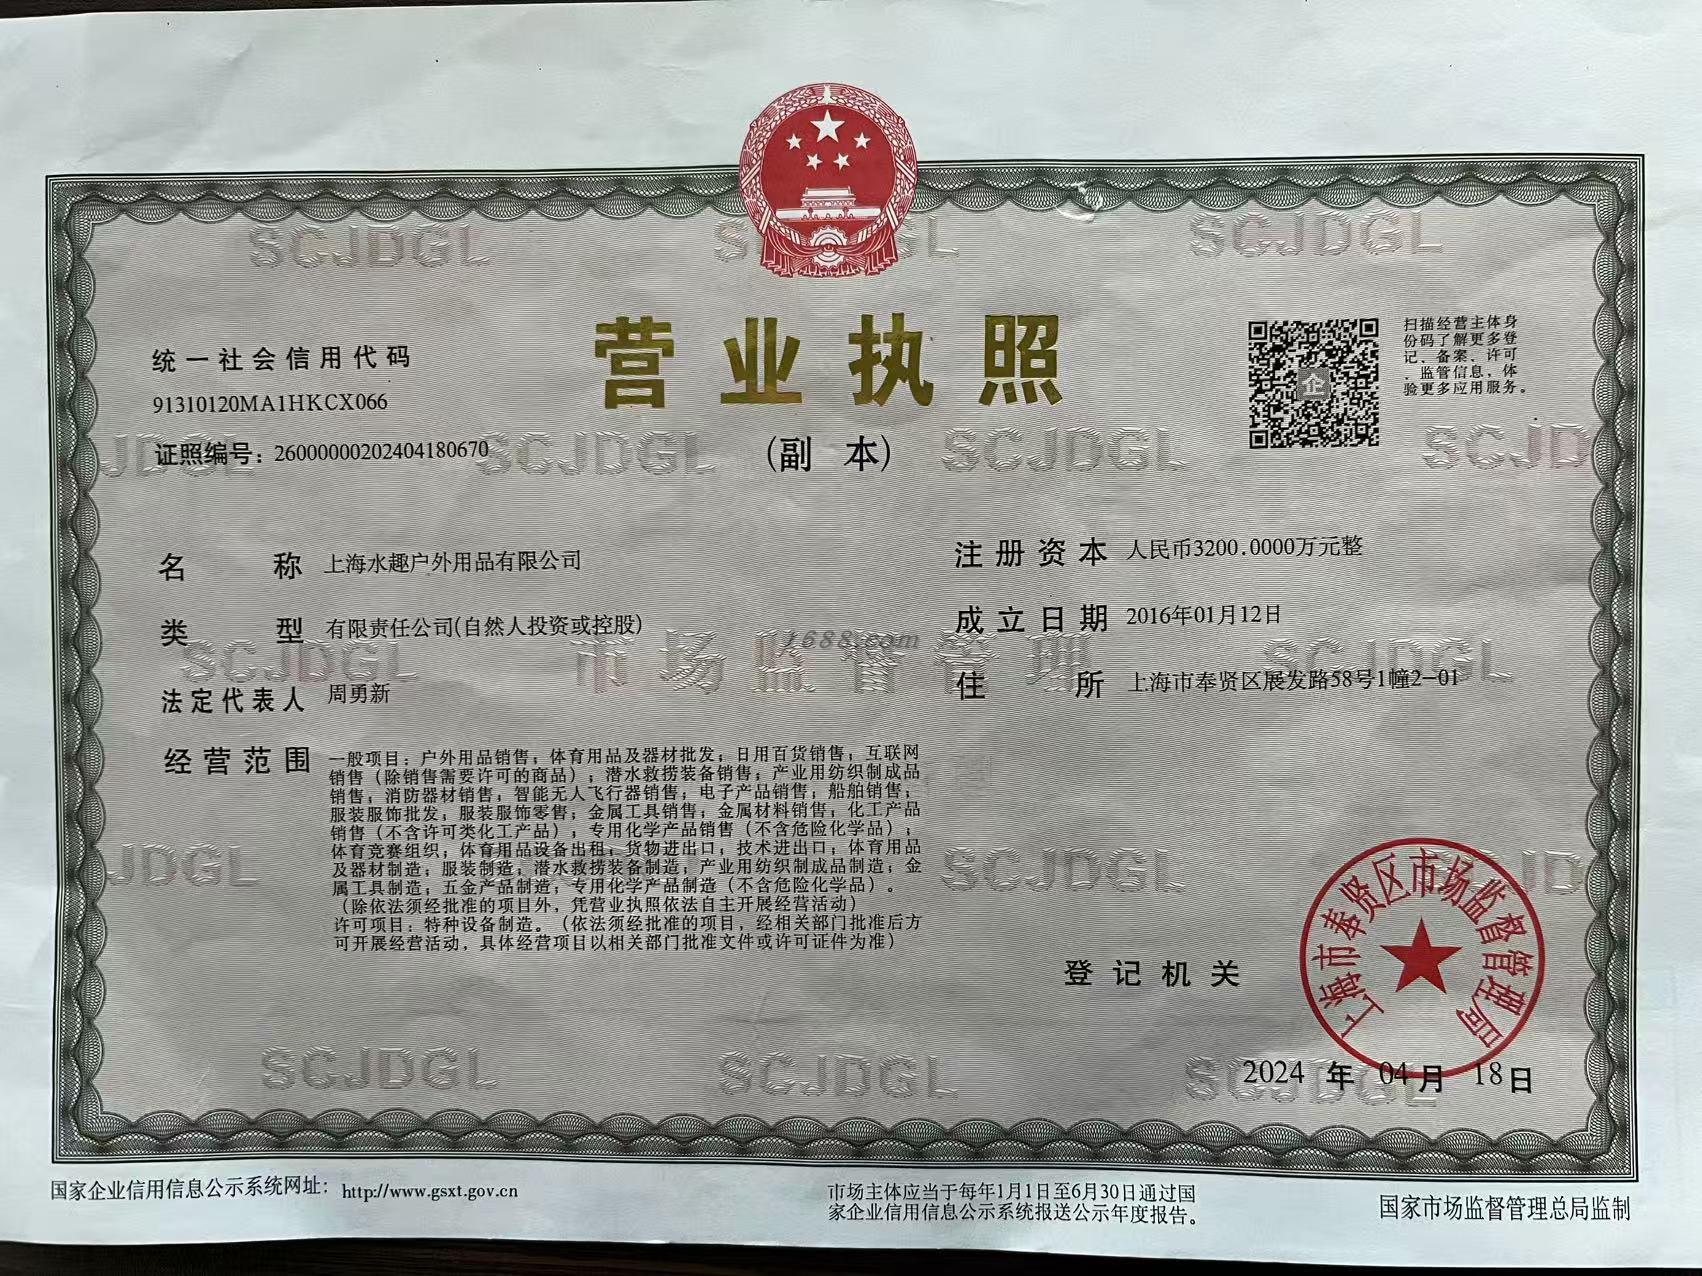 营业执照
(副 本)
统一社会信用代码
91310120MA1HKCX066
证照编号：26000000202404180670
扫描经营主体身
份码了解更多登
记、备案、许可
、监管信息，体
验更多应用服务。
名 称 上海水趣户外用品有限公司
类 型 有限责任公司(自然人投资或控股)
法定代表人 周勇新
经营范围 一般项目：户外用品销售；体育用品及器材批发；日用百货销售；互联网
销售（除销售需要许可的商品）；潜水救捞装备销售；产业用纺织制成品
销售；消防器材销售；智能无人飞行器销售；电子产品销售；船舶销售；
服装服饰批发；服装服饰零售；金属工具销售；金属材料销售；化工产品
销售（不含许可类化工产品）；专用化学产品销售（不含危险化学品）；
体育竞赛组织；体育用品设备出租；货物进出口；技术进出口；体育用品
及器材制造；服装制造；潜水救捞装备制造；产业用纺织制成品制造；金
属工具制造；五金产品制造；专用化学产品制造（不含危险化学品）。
（除依法须经批准的项目外，凭营业执照依法自主开展经营活动）
许可项目：特种设备制造。（依法须经批准的项目，经相关部门批准后方
可开展经营活动，具体经营项目以相关部门批准文件或许可证件为准）
注册资本 人民币3200.0000万元整
成立日期 2016年01月12日
住 所 上海市奉贤区展发路58号1幢2-01
登记机关
上海市奉贤区市场监督管理局
2024 年 04 月 18 日
国家企业信用信息公示系统网址：http://www.gsxt.gov.cn
市场主体应当于每年1月1日至6月30日通过国
家企业信用信息公示系统报送公示年度报告。
国家市场监督管理总局监制
SCJDGL
市场监督管理
1688.com
企